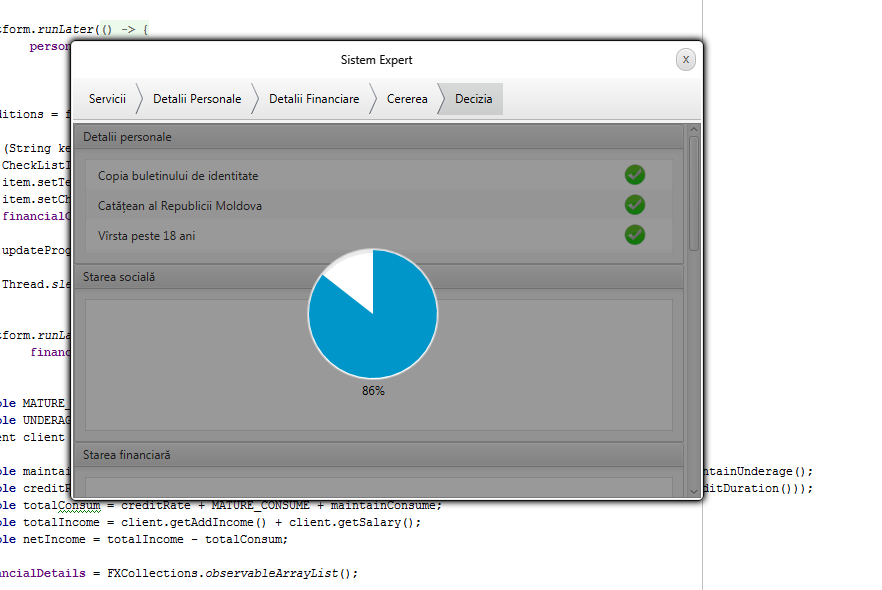 tform.runLater(() -> {
person
Sistem Expert
x
Servicii
Detalii Personale
Detalii Financiare
Cererea
Decizia
ditions = f
Detalii personale
(String ke
CheckListI
Copia buletinului de identitate
item.setTe
item.setCh
Catățean al Republicii Moldova
financialC
Vîrsta peste 18 ani
updateProg
Starea socială
Thread.sle
tform.runLa
financ
86%
ble MATURE_
ble UNDERAG
ent client
Starea financiară
ble maintai
ntainUnderage();
ble creditR
ditDuration()));
ble totalConsum = creditRate + MATURE_CONSUME + maintainConsume;
ble totalIncome = client.getAddIncome() + client.getSalary();
ble netIncome = totalIncome - totalConsum;
ncialDetails = FXCollections.observableArrayList();